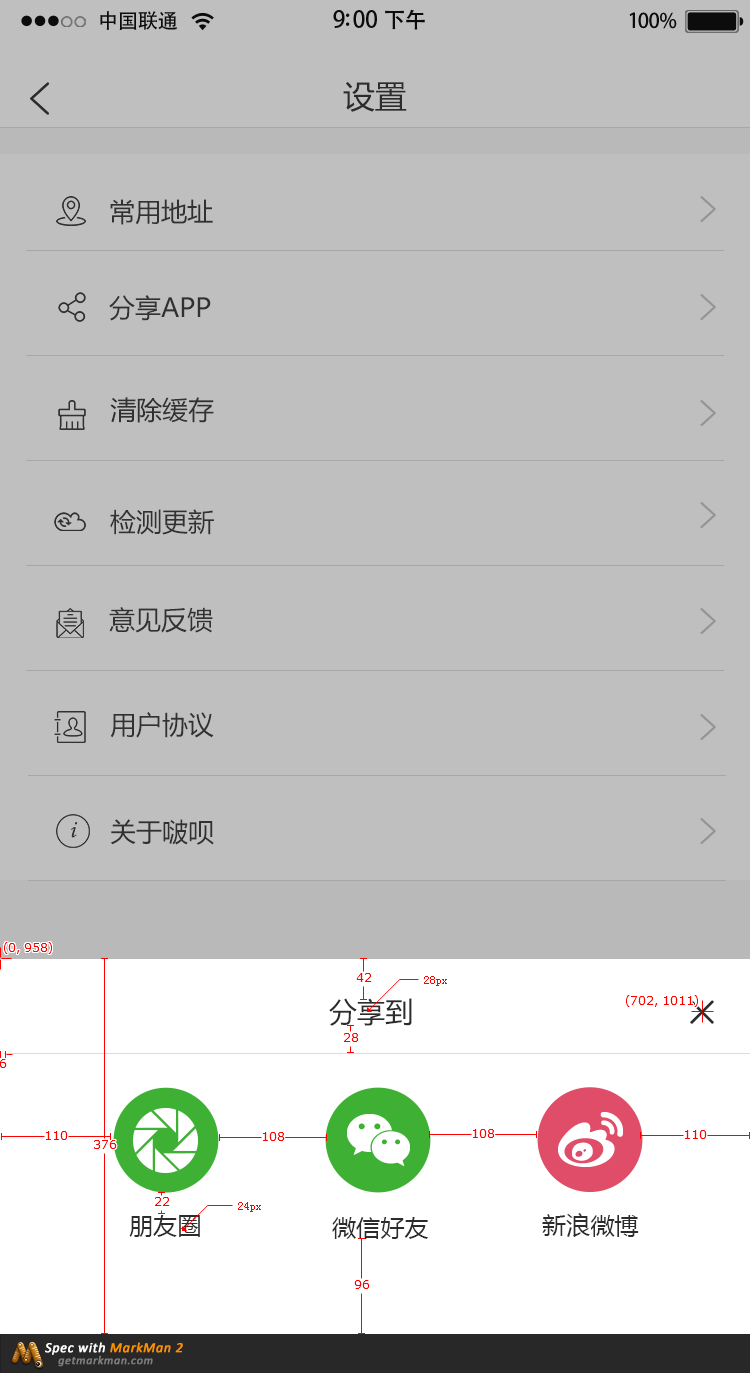 中国联通 9:00 下午 100%
设置
常用地址
分享APP
清除缓存
检测更新
意见反馈
用户协议
i 关于啵呗
(0, 958)
42 28px
分享到 (702, 1011)
28
6
110 108 108 110
376
22 24px
朋友圈 微信好友 新浪微博
96
Spec with MarkMan 2
getmarkman.com